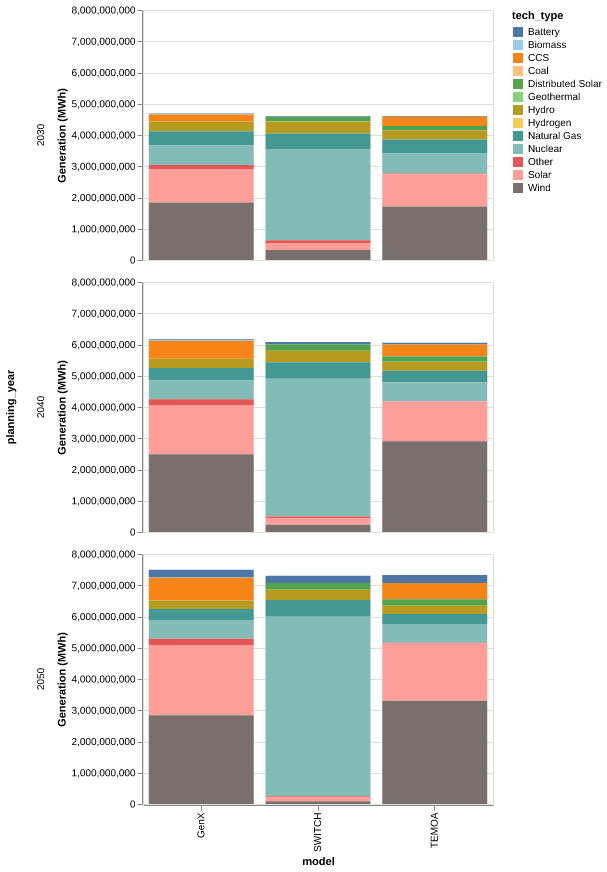 tech_type
Battery
Biomass
CCS
Coal
Distributed Solar
Geothermal
Hydro
Hydrogen
Natural Gas
Nuclear
Other
Solar
Wind
planning_year
2030
Generation (MWh)
8,000,000,000
7,000,000,000
6,000,000,000
5,000,000,000
4,000,000,000
3,000,000,000
2,000,000,000
1,000,000,000
0
2040
Generation (MWh)
8,000,000,000
7,000,000,000
6,000,000,000
5,000,000,000
4,000,000,000
3,000,000,000
2,000,000,000
1,000,000,000
0
2050
Generation (MWh)
8,000,000,000
7,000,000,000
6,000,000,000
5,000,000,000
4,000,000,000
3,000,000,000
2,000,000,000
1,000,000,000
0
GenX
SWITCH
TEMOA
model